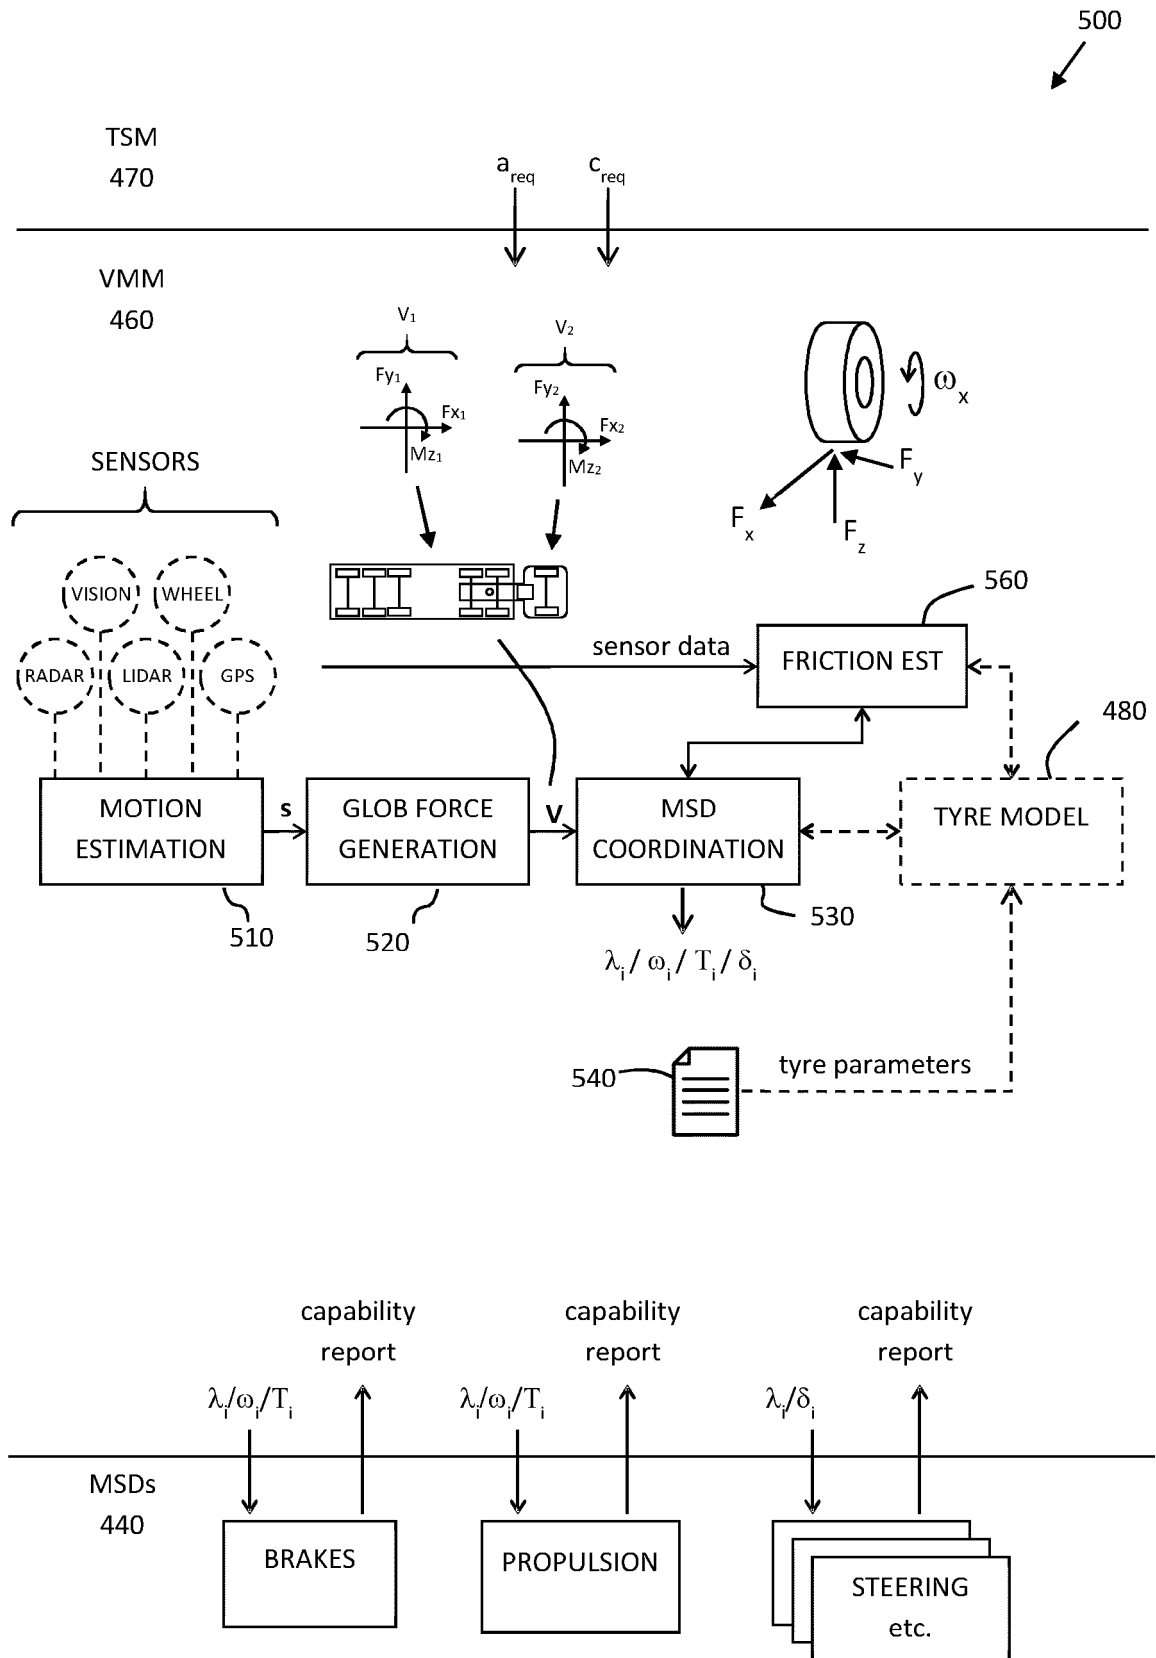 500
TSM
470
a_req
c_req
VMM
460
V1
V2
Fy1
Fx1
Mz1
Fy2
Fx2
Mz2
ω_x
F_y
F_x
F_z
SENSORS
VISION
WHEEL
RADAR
LIDAR
GPS
sensor data
560
FRICTION EST
480
MOTION
ESTIMATION
s
GLOB FORCE
GENERATION
V
MSD
COORDINATION
TYRE MODEL
510
520
530
λ_i / ω_i / T_i / δ_i
540
tyre parameters
capability
report
capability
report
capability
report
λ_i/ω_i/T_i
λ_i/ω_i/T_i
λ_i/δ_i
MSDs
440
BRAKES
PROPULSION
STEERING
etc.